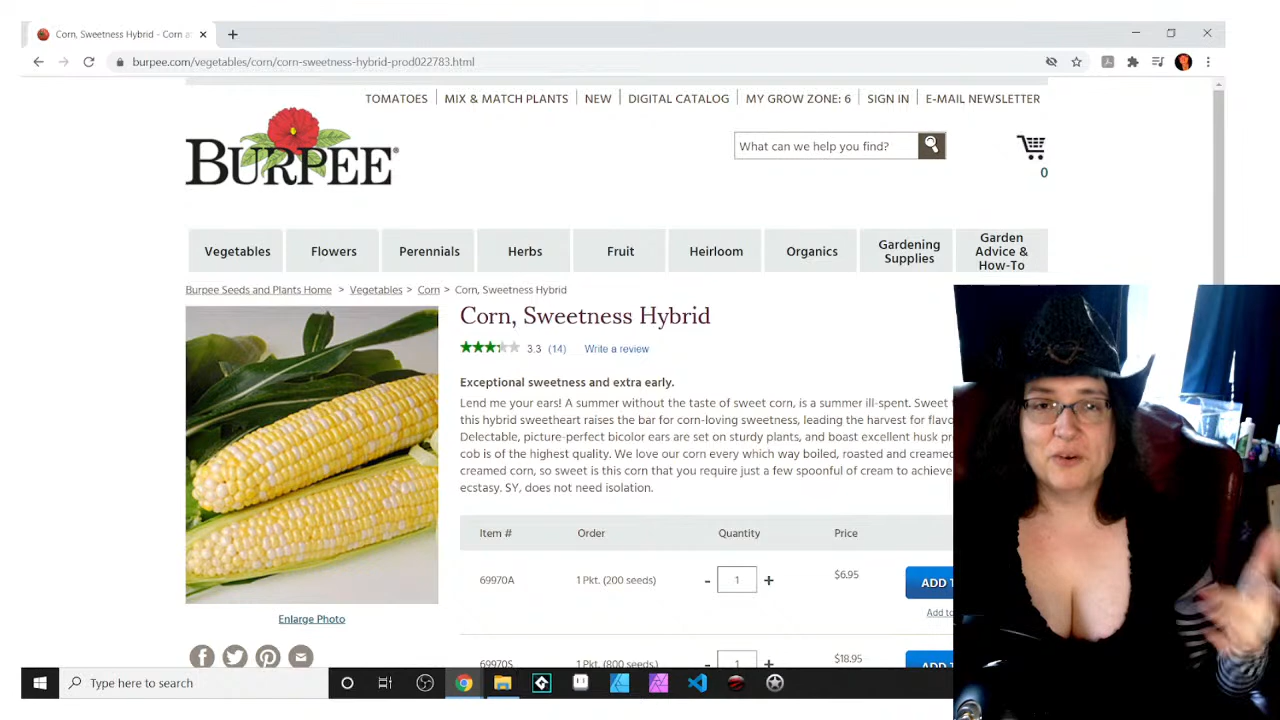 Corn, Sweetness Hybrid - Corn a
burpee.com/vegetables/corn/corn-sweetness-hybrid-prod022783.html
TOMATOES MIX & MATCH PLANTS NEW DIGITAL CATALOG MY GROW ZONE: 6 SIGN IN E-MAIL NEWSLETTER
BURPEE®
What can we help you find?
0
Vegetables Flowers Perennials Herbs Fruit Heirloom Organics Gardening Supplies Garden Advice & How-To
Burpee Seeds and Plants Home > Vegetables > Corn > Corn, Sweetness Hybrid
Corn, Sweetness Hybrid
3.3 (14) Write a review
Exceptional sweetness and extra early.
Lend me your ears! A summer without the taste of sweet corn, is a summer ill-spent. Sweet
this hybrid sweetheart raises the bar for corn-loving sweetness, leading the harvest for flavo
Delectable, picture-perfect bicolor ears are set on sturdy plants, and boast excellent husk pr
cob is of the highest quality. We love our corn every which way boiled, roasted and creamed
creamed corn, so sweet is this corn that you require just a few spoonful of cream to achieve
ecstasy. SY, does not need isolation.
Item # Order Quantity Price
69970A 1 Pkt. (200 seeds) - 1 + $6.95 ADD T
Add to
Enlarge Photo
69970S 1 Pkt. (800 seeds) - 1 + $18.95 ADD T
Type here to search